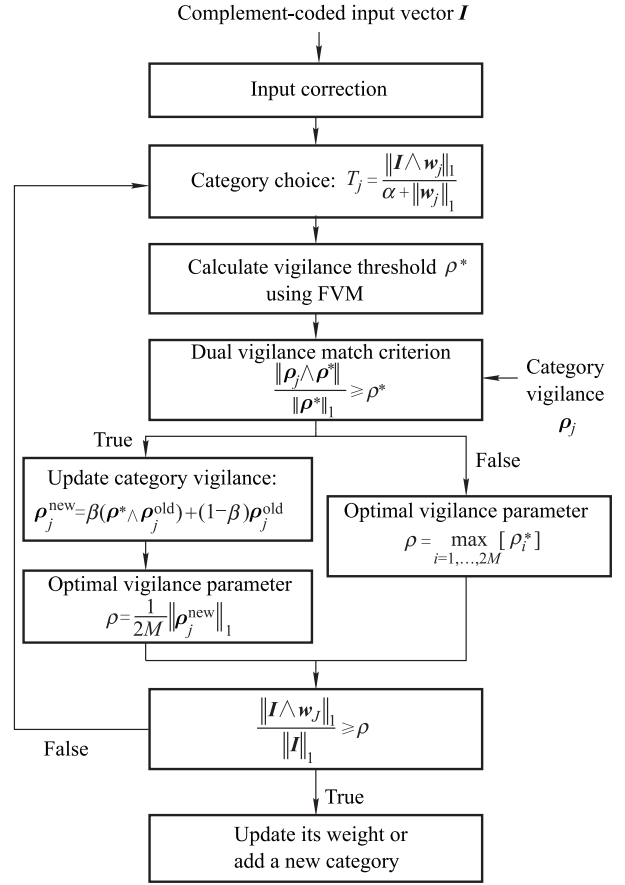 Complement-coded input vector I
Input correction
Category choice: T_j = ‖I∧w_j‖_1 / (α+‖w_j‖_1)
Calculate vigilance threshold ρ*
using FVM
Dual vigilance match criterion
‖ρ_j∧ρ*‖ / ‖ρ*‖_1 ⩾ ρ*
Category
vigilance
ρ_j
True
False
Update category vigilance:
ρ_j^new=β(ρ*∧ρ_j^old)+(1−β)ρ_j^old
Optimal vigilance parameter
ρ = max_{i=1,…,2M} [ρ_i^*]
Optimal vigilance parameter
ρ = 1/2M ‖ρ_j^new‖_1
‖I∧w_J‖_1 / ‖I‖_1 ⩾ ρ
False
True
Update its weight or
add a new category